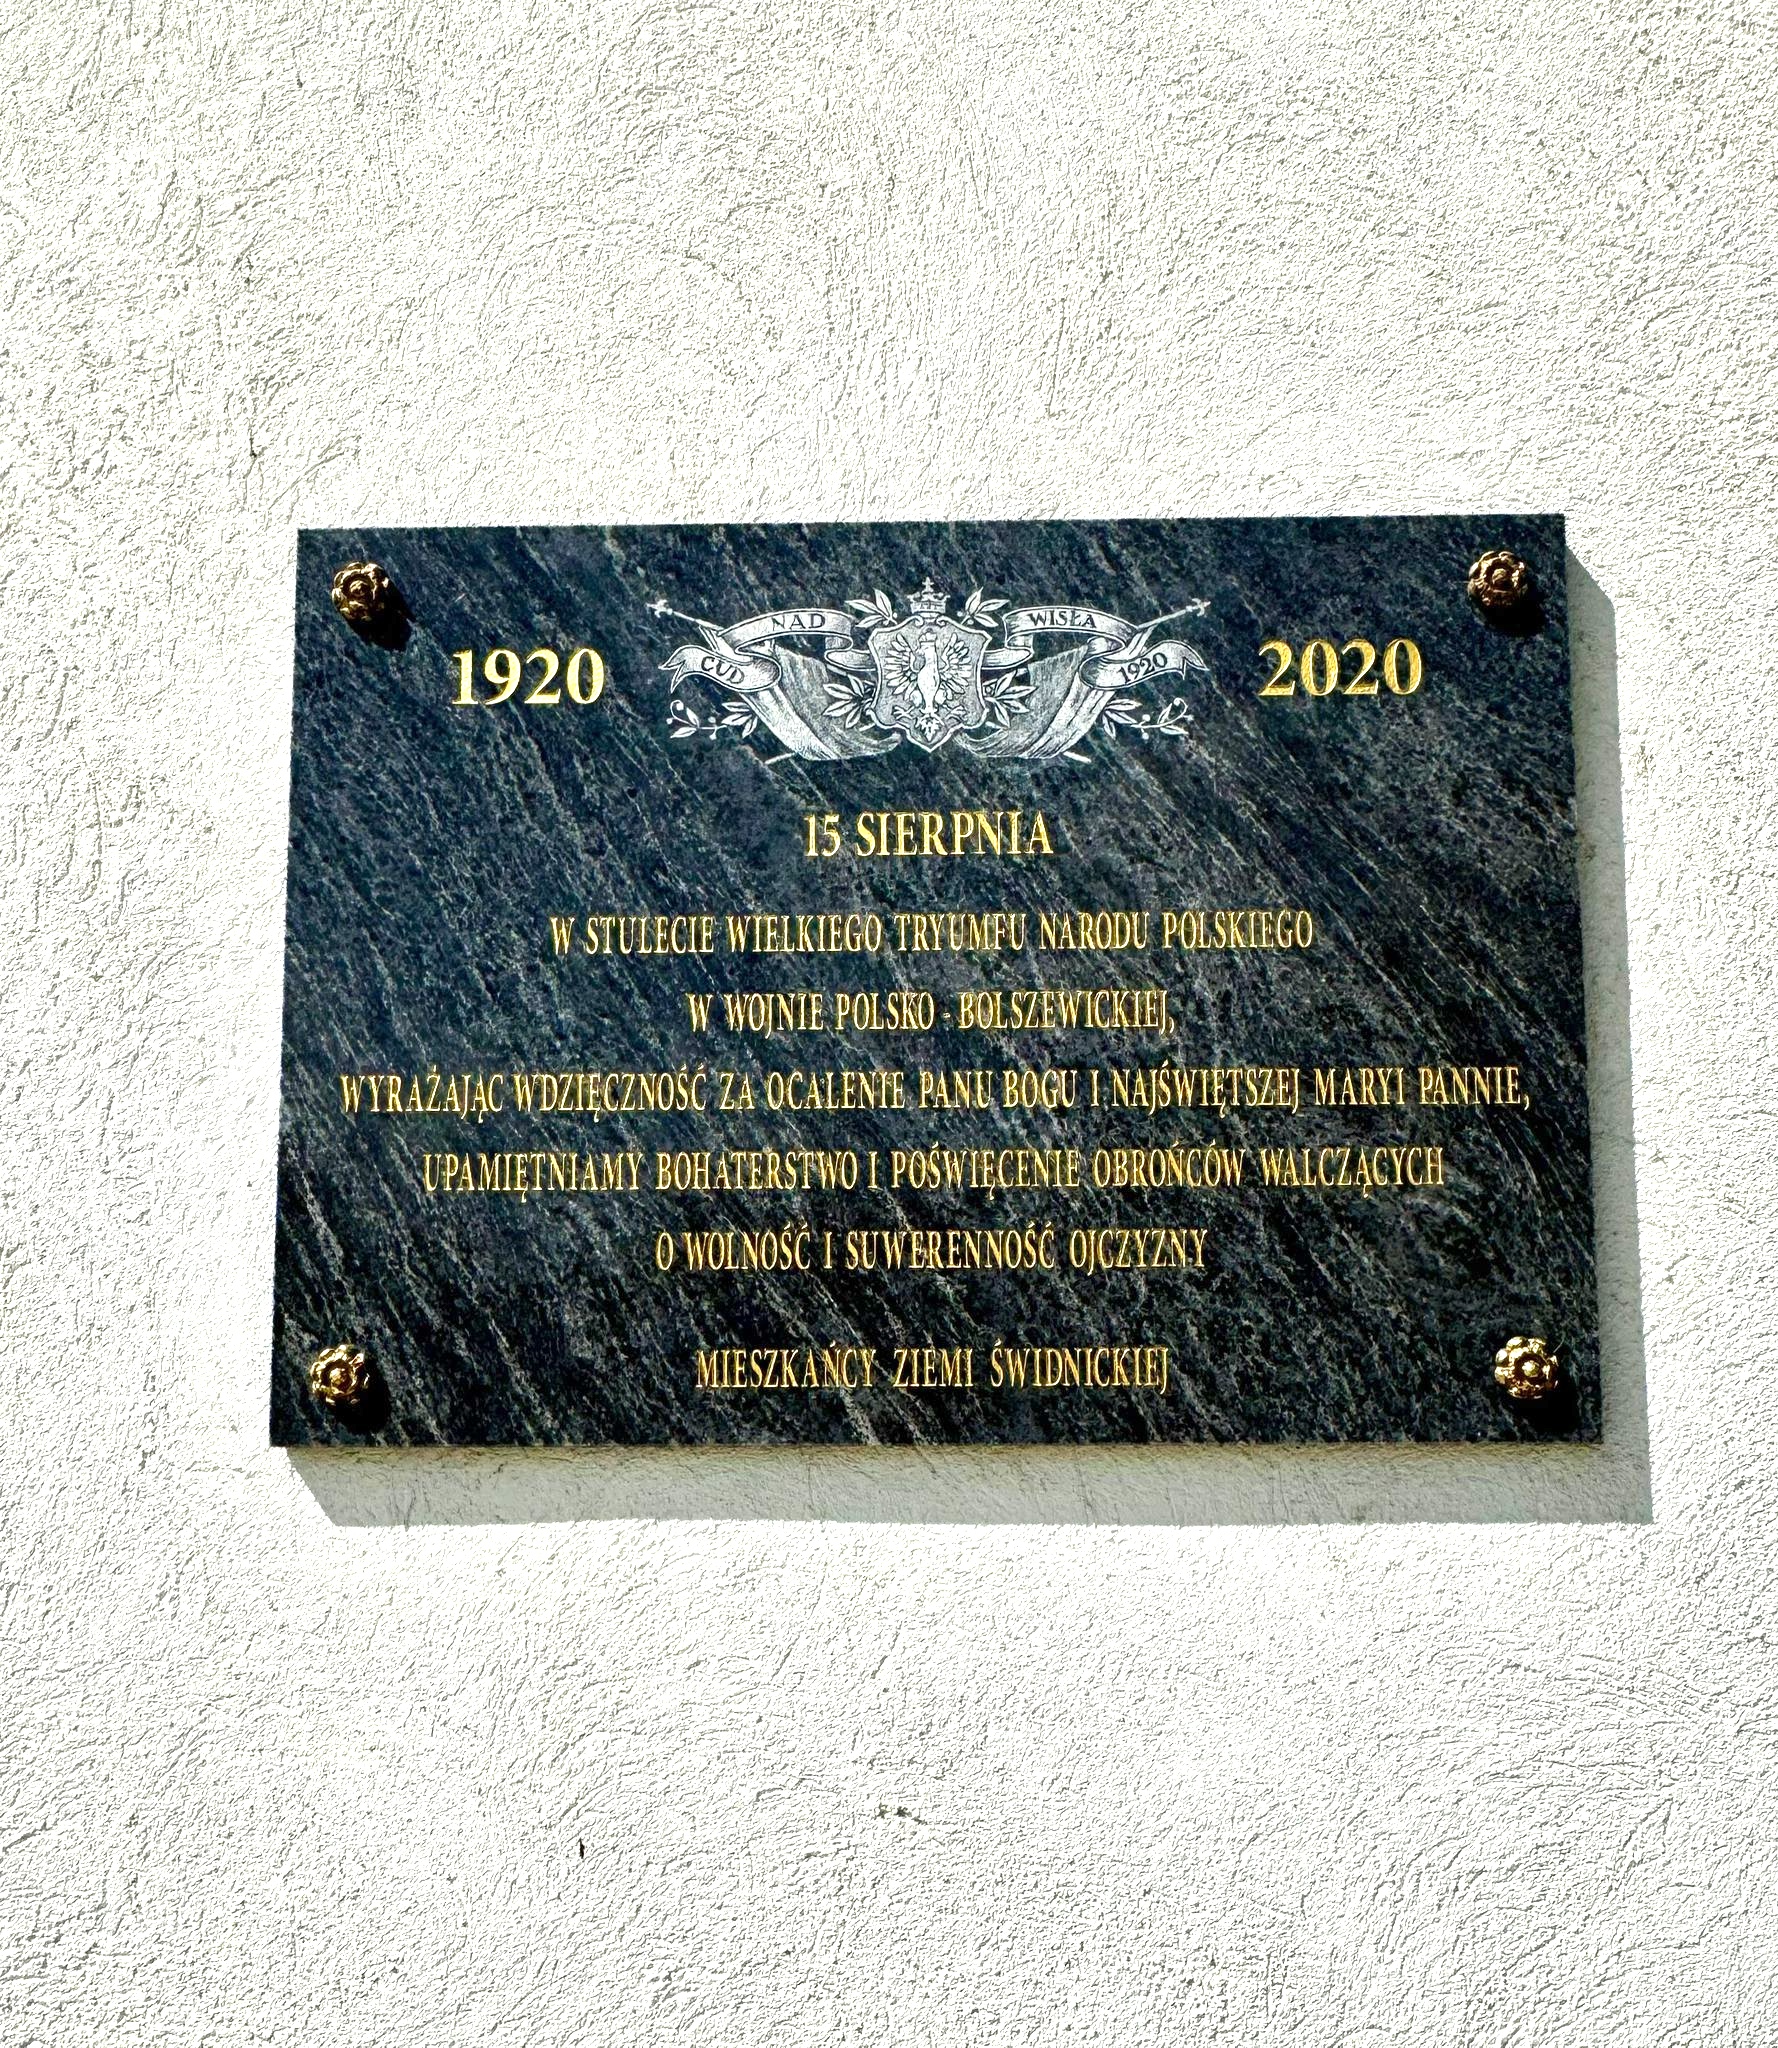 1920
CUD NAD WISŁĄ 1920
2020
15 SIERPNIA
W STULECIE WIELKIEGO TRYUMFU NARODU POLSKIEGO
W WOJNIE POLSKO - BOLSZEWICKIEJ,
WYRAŻAJĄC WDZIĘCZNOŚĆ ZA OCALENIE PANU BOGU I NAJŚWIĘTSZEJ MARYI PANNIE,
UPAMIĘTNIAMY BOHATERSTWO I POŚWIĘCENIE OBROŃCÓW WALCZĄCYCH
O WOLNOŚĆ I SUWERENNOŚĆ OJCZYZNY
MIESZKAŃCY ZIEMI ŚWIDNICKIEJ